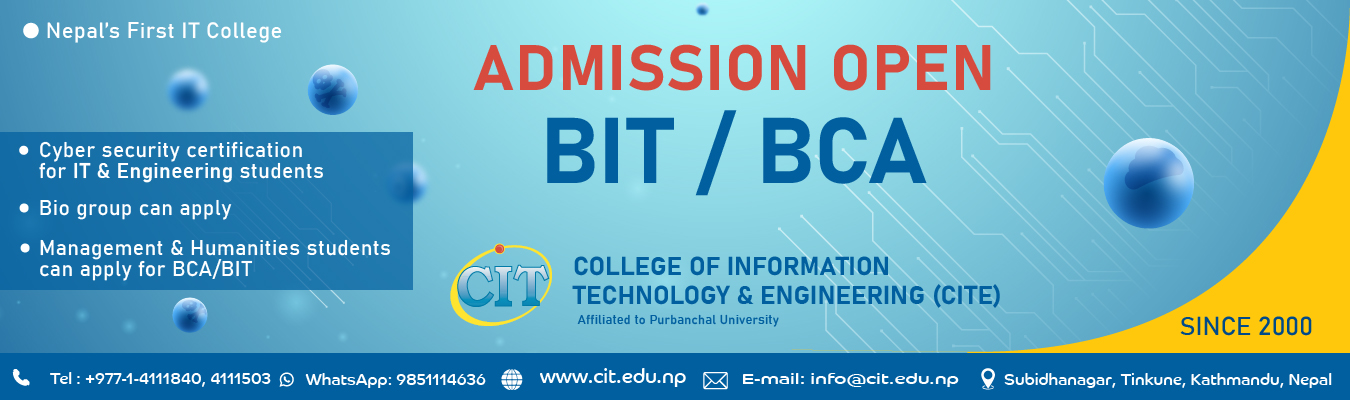 Nepal's First IT College
ADMISSION OPEN
BIT / BCA
Cyber security certification
for IT & Engineering students
Bio group can apply
Management & Humanities students
can apply for BCA/BIT
CIT
COLLEGE OF INFORMATION
TECHNOLOGY & ENGINEERING (CITE)
Affiliated to Purbanchal University
SINCE 2000
Tel : +977-1-4111840, 4111503 WhatsApp: 9851114636 www.cit.edu.np E-mail: info@cit.edu.np Subidhanagar, Tinkune, Kathmandu, Nepal